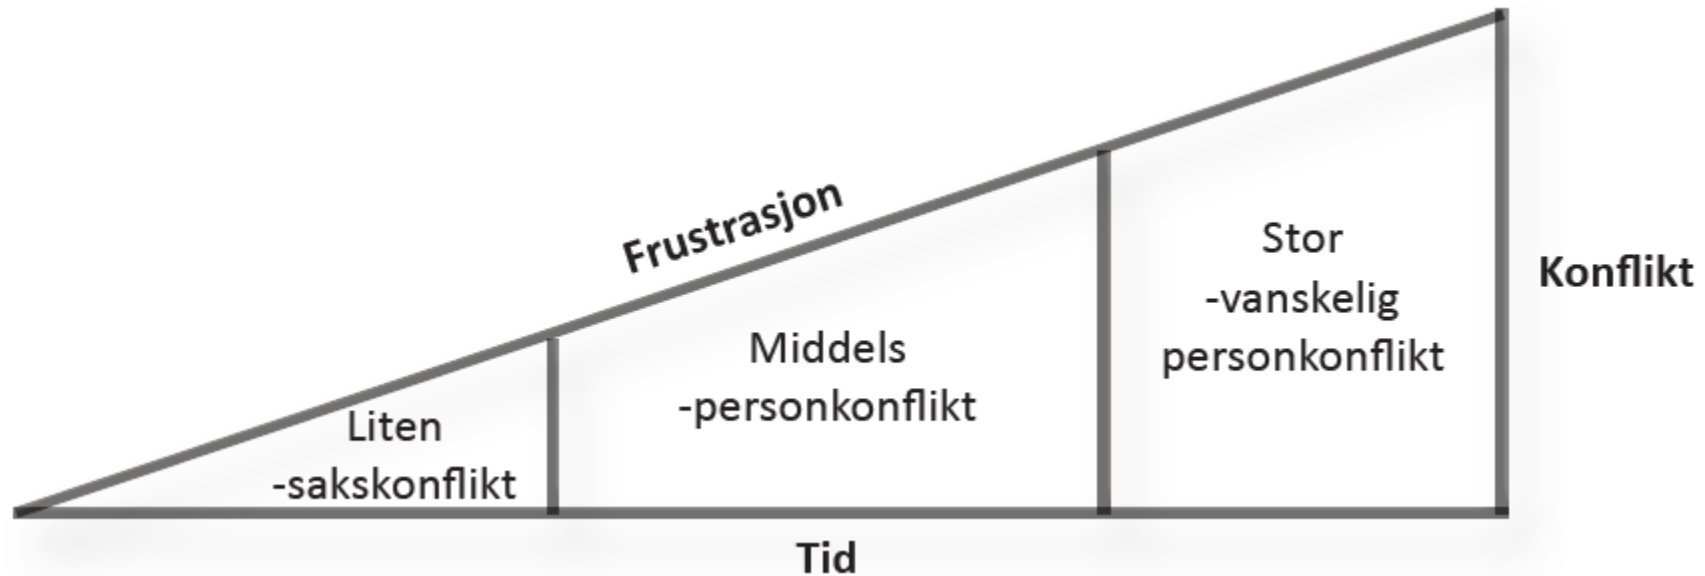 Frustrasjon
Liten
-sakskonflikt
Middels
-personkonflikt
Stor
-vanskelig
personkonflikt
Konflikt
Tid